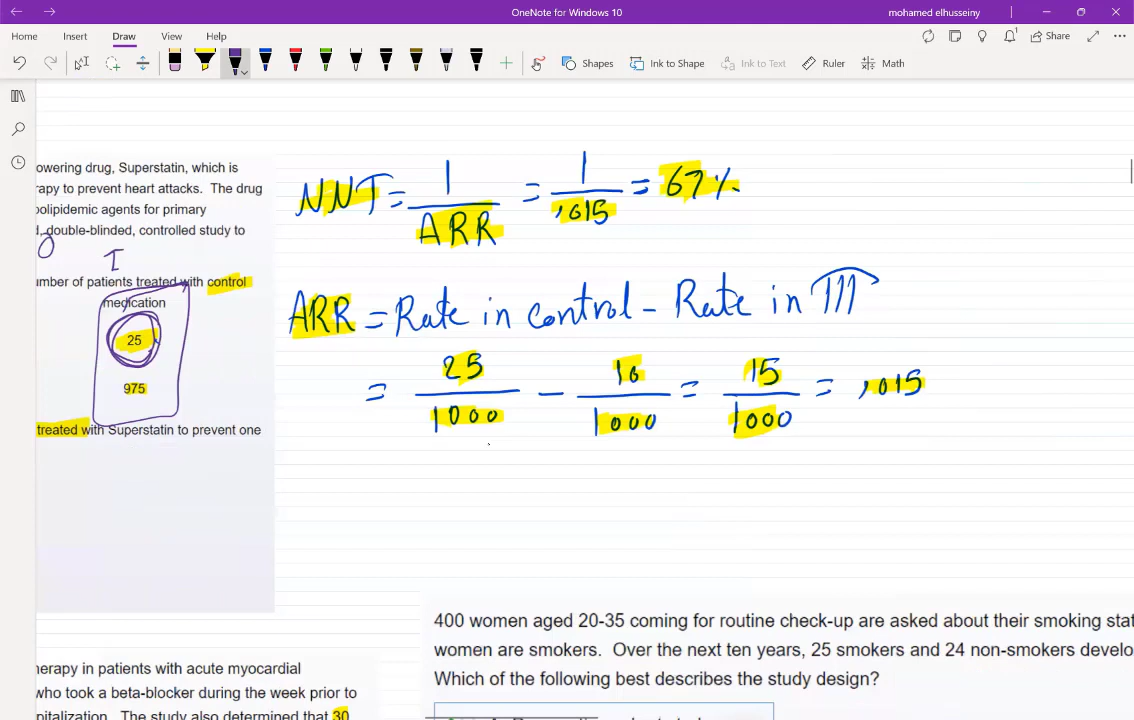 OneNote for Windows 10
mohamed elhusseiny
Home Insert Draw View Help
Share
Shapes Ink to Shape Ink to Text Ruler Math
owering drug, Superstatin, which is
rapy to prevent heart attacks. The drug
polipidemic agents for primary
d, double-blinded, controlled study to
O I
umber of patients treated with control
medication
25
975
treated with Superstatin to prevent one
NNT = 1/ARR = 1/,015 = 67%
ARR = Rate in control - Rate in
= 25/1000 - 10/1000 = 15/1000 = ,015
400 women aged 20-35 coming for routine check-up are asked about their smoking stat
women are smokers. Over the next ten years, 25 smokers and 24 non-smokers develo
Which of the following best describes the study design?
herapy in patients with acute myocardial
who took a beta-blocker during the week prior to
spitalization. The study also determined that 30